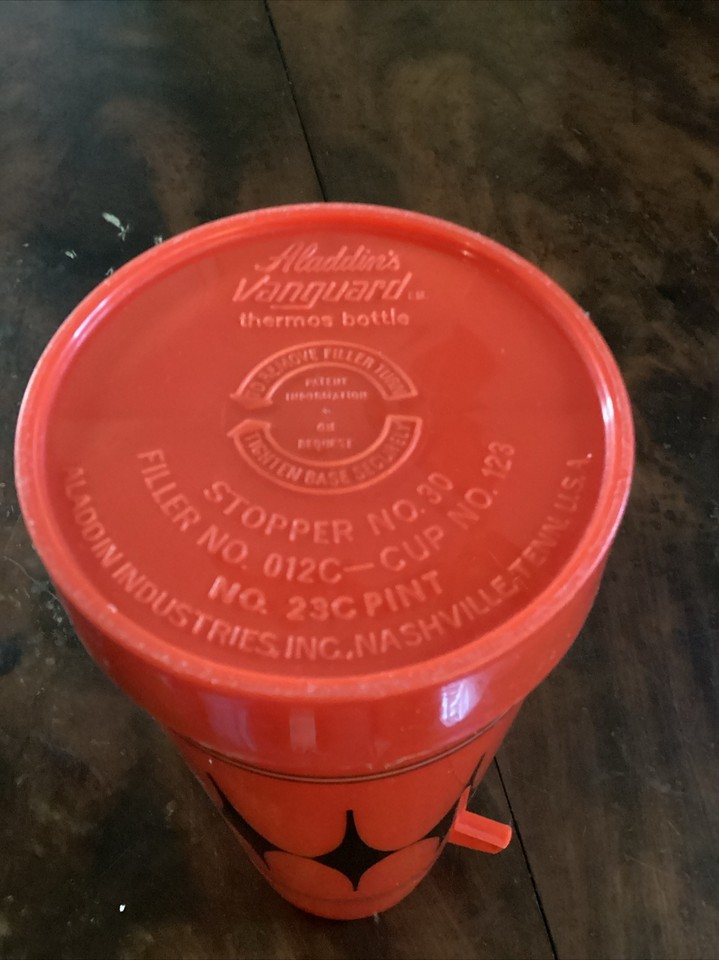 Aladdin's
Vanguard T.M.
thermos bottle
TO REMOVE FILLER TURN
PATENT
INFORMATION
ON
REQUEST
TIGHTEN BASE SECURELY
STOPPER NO. 30
FILLER NO. 012C—CUP NO. 123
NO. 23C PINT
ALADDIN INDUSTRIES, INC., NASHVILLE, TENN. U.S.A.